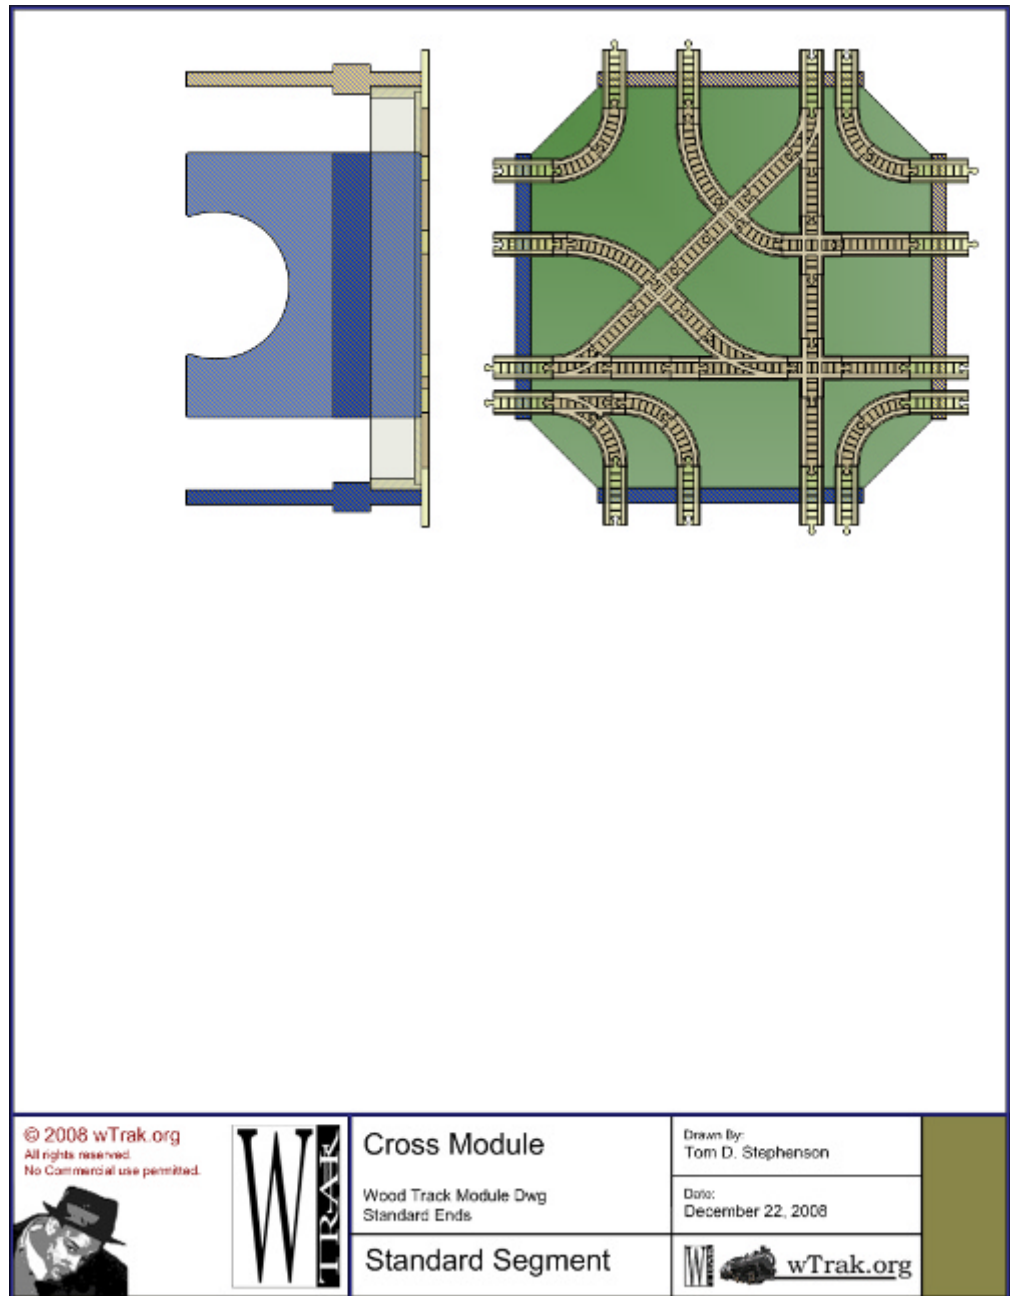 © 2008 wTrak.org
All rights reserved.
No Commercial use permitted.
W
TRAK
Cross Module
Wood Track Module Dwg
Standard Ends
Standard Segment
Drawn By:
Tom D. Stephenson
Date:
December 22, 2008
wTrak.org